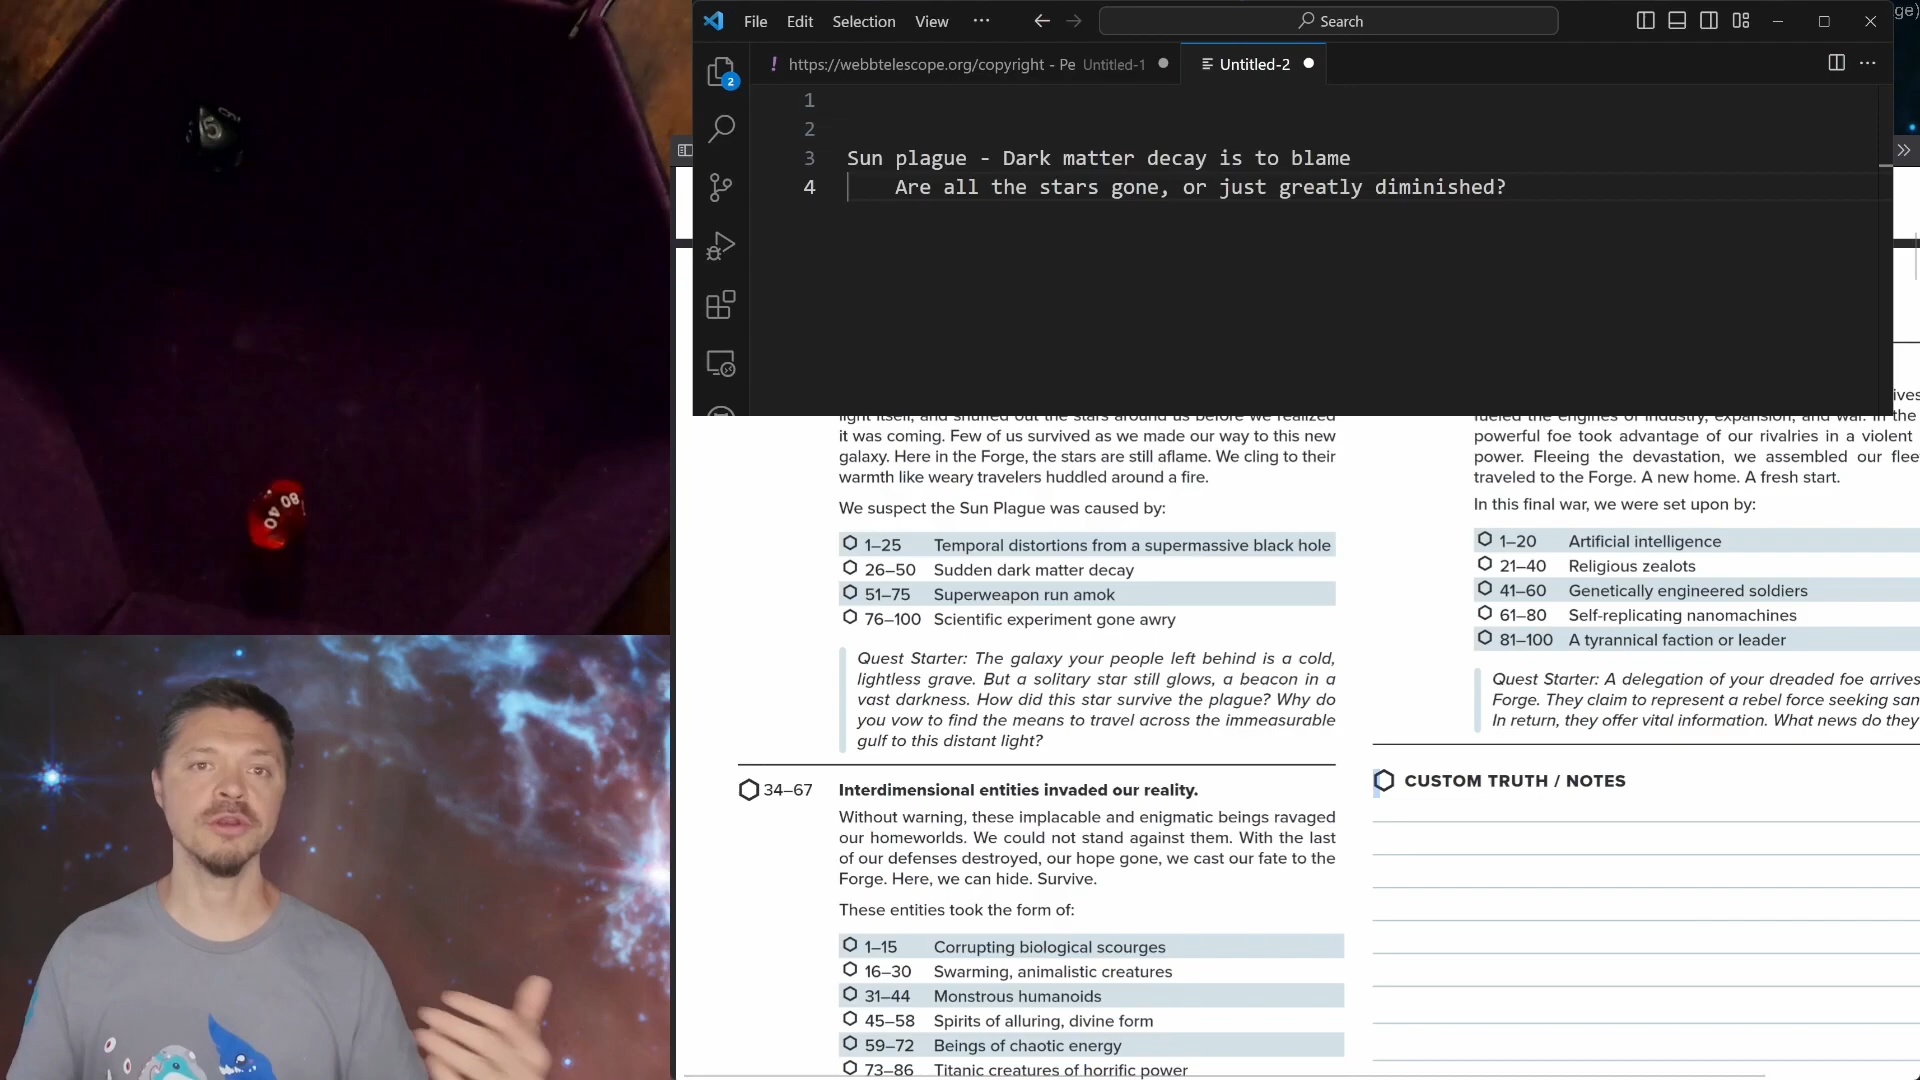 File Edit Selection View ··· Search
https://webbtelescope.org/copyright - Pe Untitled-1
Untitled-2
2
1
2
3 Sun plague - Dark matter decay is to blame
4 Are all the stars gone, or just greatly diminished?
5
80
40
it was coming. Few of us survived as we made our way to this new
galaxy. Here in the Forge, the stars are still aflame. We cling to their
warmth like weary travelers huddled around a fire.
We suspect the Sun Plague was caused by:
1–25 Temporal distortions from a supermassive black hole
26–50 Sudden dark matter decay
51–75 Superweapon run amok
76–100 Scientific experiment gone awry
Quest Starter: The galaxy your people left behind is a cold,
lightless grave. But a solitary star still glows, a beacon in a
vast darkness. How did this star survive the plague? Why do
you vow to find the means to travel across the immeasurable
gulf to this distant light?
34–67 Interdimensional entities invaded our reality.
Without warning, these implacable and enigmatic beings ravaged
our homeworlds. We could not stand against them. With the last
of our defenses destroyed, our hope gone, we cast our fate to the
Forge. Here, we can hide. Survive.
These entities took the form of:
1–15 Corrupting biological scourges
16–30 Swarming, animalistic creatures
31–44 Monstrous humanoids
45–58 Spirits of alluring, divine form
59–72 Beings of chaotic energy
73–86 Titanic creatures of horrific power
powerful foe took advantage of our rivalries in a violent
power. Fleeing the devastation, we assembled our flee
traveled to the Forge. A new home. A fresh start.
In this final war, we were set upon by:
1–20 Artificial intelligence
21–40 Religious zealots
41–60 Genetically engineered soldiers
61–80 Self-replicating nanomachines
81–100 A tyrannical faction or leader
Quest Starter: A delegation of your dreaded foe arrives
Forge. They claim to represent a rebel force seeking san
In return, they offer vital information. What news do they
CUSTOM TRUTH / NOTES